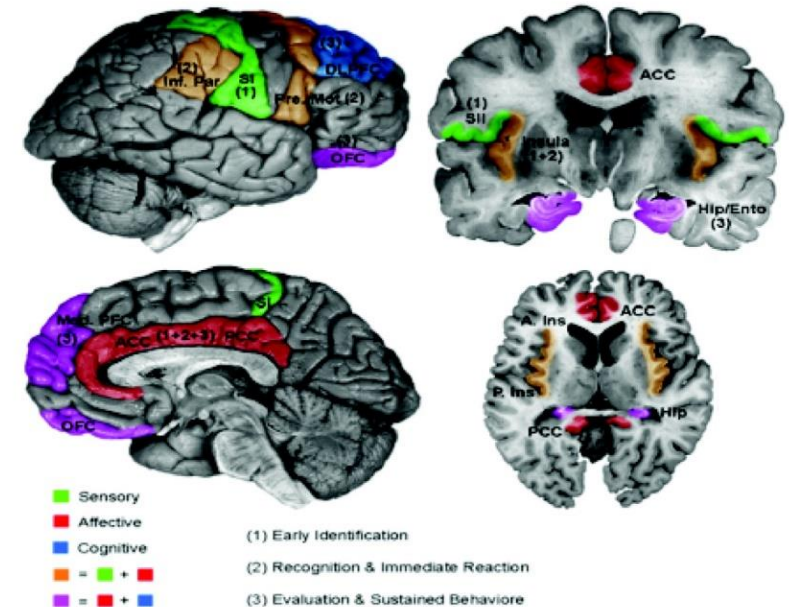 (3)
DLPFC
(2)
Inf. Par
SI
(1)
Pre. Mot (2)
(2)
OFC
ACC
(1)
SII
Insula
(1+2)
Hip/Ento
(3)
Med. PFC
(3)
SI
ACC (1+2+3) PCC
OFC
A. Ins
ACC
P. Ins
Hip
PCC
Sensory
Affective
Cognitive
= +
= +
(1) Early Identification
(2) Recognition & Immediate Reaction
(3) Evaluation & Sustained Behaviore